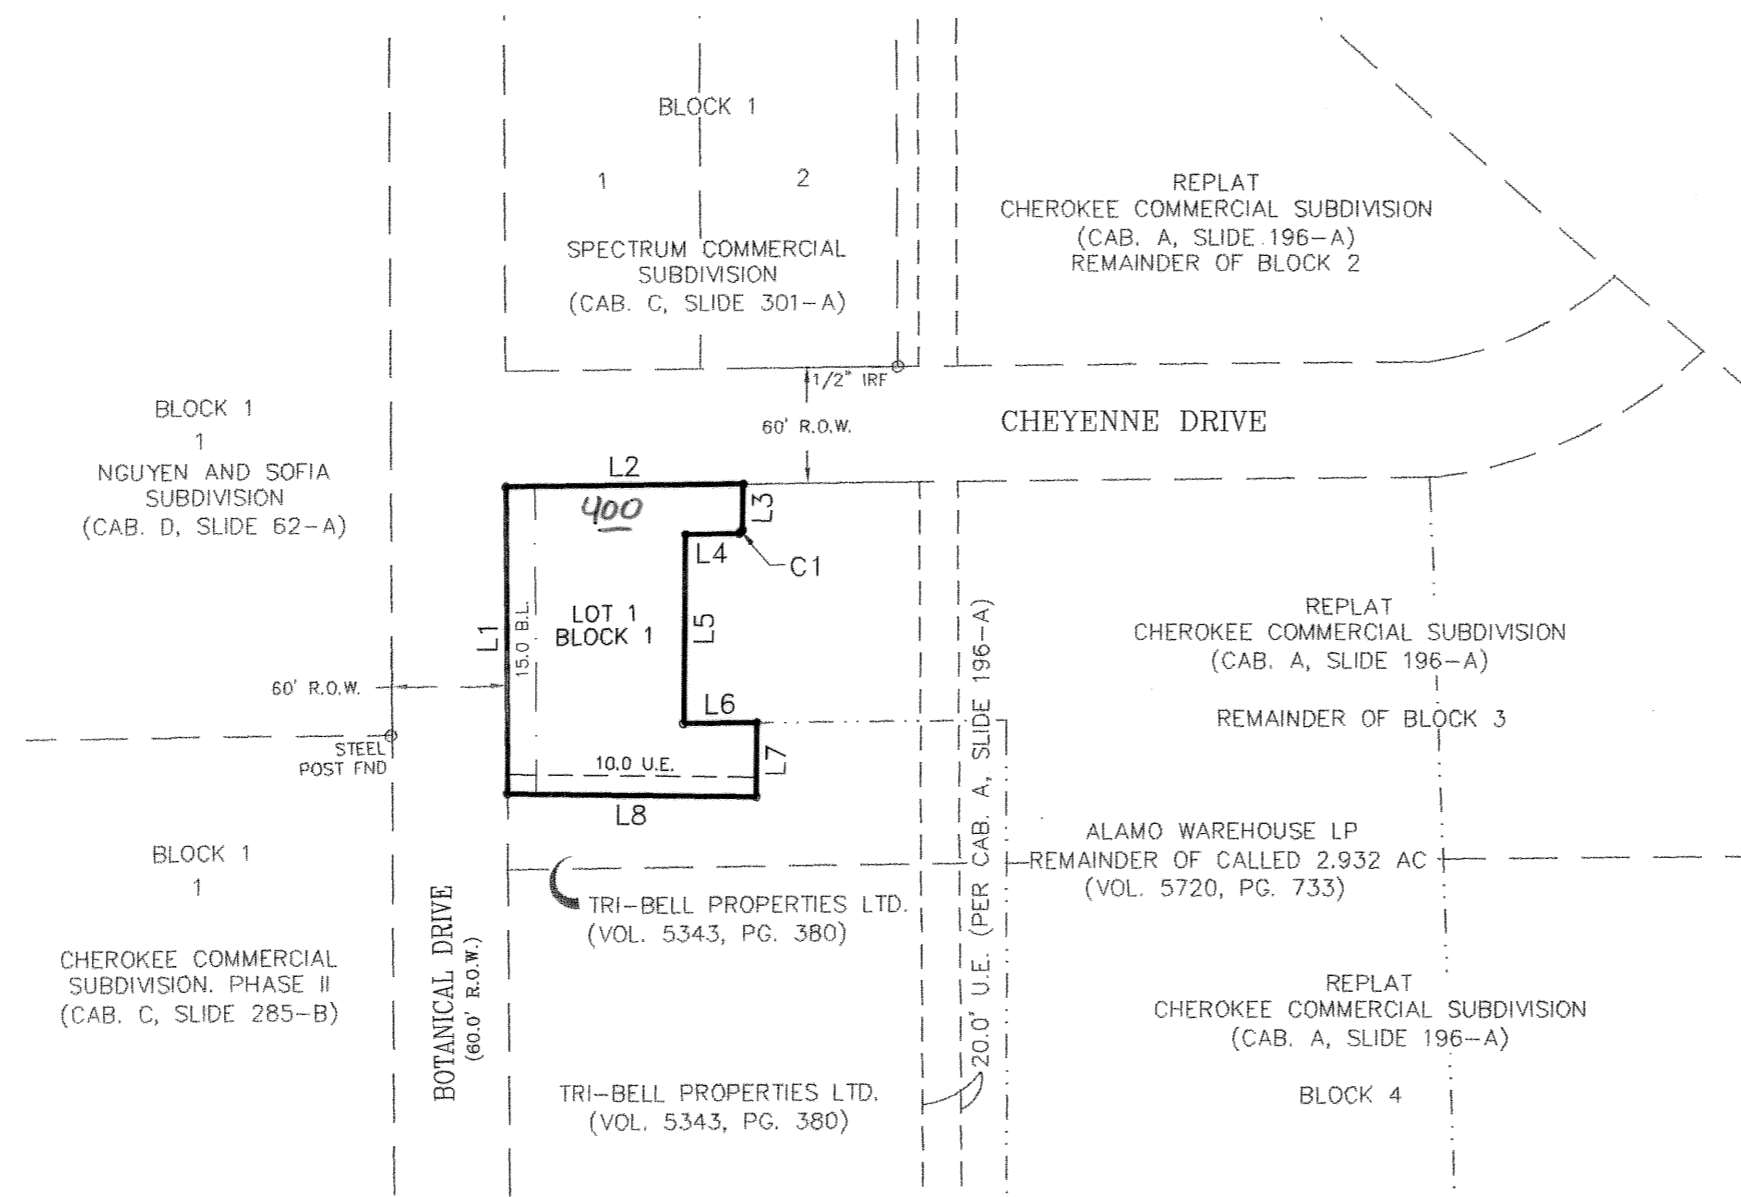 BLOCK 1
1
2
SPECTRUM COMMERCIAL
SUBDIVISION
(CAB. C, SLIDE 301-A)
REPLAT
CHEROKEE COMMERCIAL SUBDIVISION
(CAB. A, SLIDE 196-A)
REMAINDER OF BLOCK 2
1/2" IRF
60' R.O.W.
CHEYENNE DRIVE
BLOCK 1
1
NGUYEN AND SOFIA
SUBDIVISION
(CAB. D, SLIDE 62-A)
L2
400
L3
L4
C1
L1
15.0 B.L.
LOT 1
BLOCK 1
L5
60' R.O.W.
L6
L7
10.0 U.E.
L8
STEEL
POST FND
20.0' U.E. (PER CAB. A, SLIDE 196-A)
REPLAT
CHEROKEE COMMERCIAL SUBDIVISION
(CAB. A, SLIDE 196-A)
REMAINDER OF BLOCK 3
ALAMO WAREHOUSE LP
REMAINDER OF CALLED 2.932 AC
(VOL. 5720, PG. 733)
BLOCK 1
1
CHEROKEE COMMERCIAL
SUBDIVISION. PHASE II
(CAB. C, SLIDE 285-B)
BOTANICAL DRIVE
(60.0' R.O.W.)
TRI-BELL PROPERTIES LTD.
(VOL. 5343, PG. 380)
TRI-BELL PROPERTIES LTD.
(VOL. 5343, PG. 380)
REPLAT
CHEROKEE COMMERCIAL SUBDIVISION
(CAB. A, SLIDE 196-A)
BLOCK 4